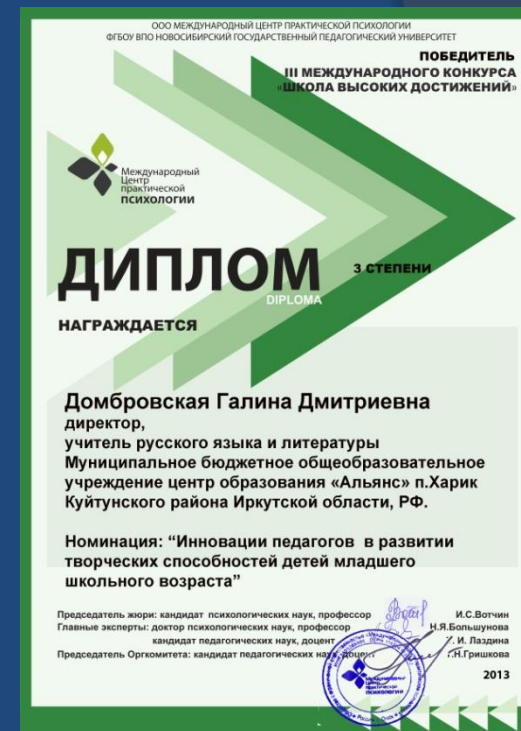 ООО МЕЖДУНАРОДНЫЙ ЦЕНТР ПРАКТИЧЕСКОЙ ПСИХОЛОГИИ
ФГБОУ ВПО НОВОСИБИРСКИЙ ГОСУДАРСТВЕННЫЙ ПЕДАГОГИЧЕСКИЙ УНИВЕРСИТЕТ
ПОБЕДИТЕЛЬ
III МЕЖДУНАРОДНОГО КОНКУРСА
«ШКОЛА ВЫСОКИХ ДОСТИЖЕНИЙ»
Международный
Центр
практической
ПСИХОЛОГИИ
ДИПЛОМ
3 СТЕПЕНИ
DIPLOMA
НАГРАЖДАЕТСЯ
Домбровская Галина Дмитриевна
директор,
учитель русского языка и литературы
Муниципальное бюджетное общеобразовательное
учреждение центр образования «Альянс» п.Харик
Куйтунского района Иркутской области, РФ.
Номинация: “Инновации педагогов в развитии
творческих способностей детей младшего
школьного возраста”
Председатель жюри: кандидат психологических наук, профессор И.С.Вотчин
Главные эксперты: доктор психологических наук, профессор Н.Я.Большунова
кандидат педагогических наук, доцент И. Лаздина
Председатель Оргкомитета: кандидат педагогических наук, доцент Н.Гришкова
2013